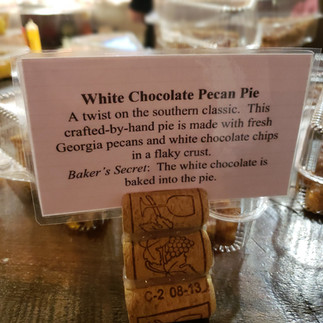 White Chocolate Pecan Pie
A twist on the southern classic. This
crafted-by-hand pie is made with fresh
Georgia pecans and white chocolate chips
in a flaky crust.
Baker's Secret: The white chocolate is
baked into the pie.
C-2 08-13